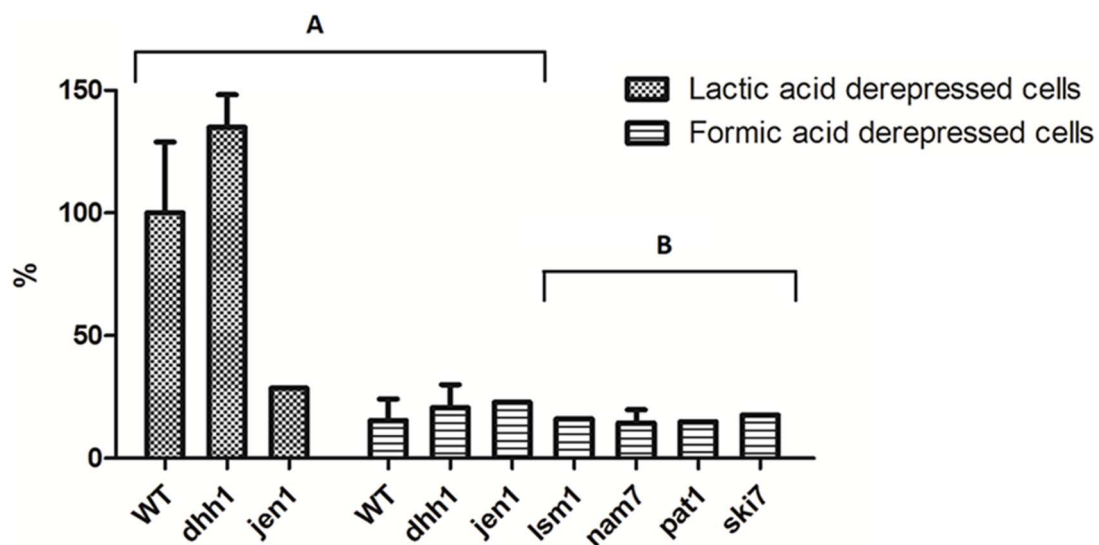 A
150
Lactic acid derepressed cells
Formic acid derepressed cells
100
B
%
50
0
WT
dhh1
jen1
WT
dhh1
jen1
lsm1
nam7
pat1
ski7